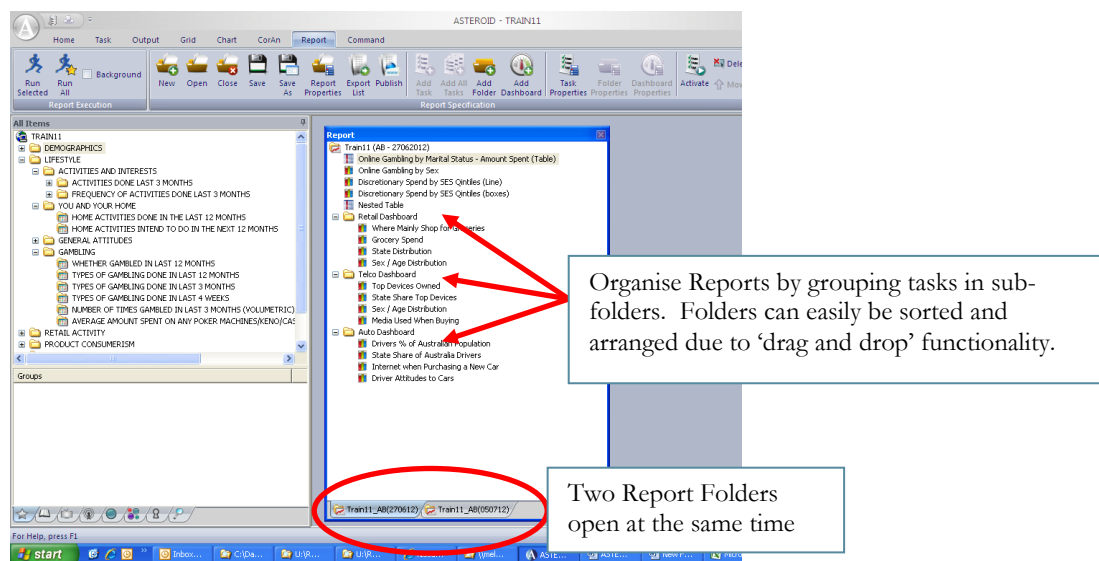 ASTEROID - TRAIN11
Home Task Output Grid Chart CorAn Report Command
Run Selected
Run All
Background
New
Open
Close
Save
Save As
Report Properties
Export List
Publish
Add Task
Add All Tasks
Add Folder
Add Dashboard
Task Properties
Folder Properties
Dashboard Properties
Activate
Dele
Mov
Report Execution
Report Specification
All Items
TRAIN11
DEMOGRAPHICS
LIFESTYLE
ACTIVITIES AND INTERESTS
ACTIVITIES DONE LAST 3 MONTHS
FREQUENCY OF ACTIVITIES DONE LAST 3 MONTHS
YOU AND YOUR HOME
HOME ACTIVITIES DONE IN THE LAST 12 MONTHS
HOME ACTIVITIES INTEND TO DO IN THE NEXT 12 MONTHS
GENERAL ATTITUDES
GAMBLING
WHETHER GAMBLED IN LAST 12 MONTHS
TYPES OF GAMBLING DONE IN LAST 12 MONTHS
TYPES OF GAMBLING DONE IN LAST 3 MONTHS
TYPES OF GAMBLING DONE IN LAST 4 WEEKS
NUMBER OF TIMES GAMBLED IN LAST 3 MONTHS (VOLUMETRIC)
AVERAGE AMOUNT SPENT ON ANY POKER MACHINES/KENO/CAS
RETAIL ACTIVITY
PRODUCT CONSUMERISM
Groups
Report
Train11 (AB - 27062012)
Online Gambling by Marital Status - Amount Spent (Table)
Online Gambling by Sex
Discretionary Spend by SES Qintiles (Line)
Discretionary Spend by SES Qintiles (boxes)
Nested Table
Retail Dashboard
Where Mainly Shop for Groceries
Grocery Spend
State Distribution
Sex / Age Distribution
Telco Dashboard
Top Devices Owned
State Share Top Devices
Sex / Age Distribution
Media Used When Buying
Auto Dashboard
Drivers % of Australian Population
State Share of Australia Drivers
Internet when Purchasing a New Car
Driver Attitudes to Cars
Organise Reports by grouping tasks in sub-
folders. Folders can easily be sorted and
arranged due to ‘drag and drop’ functionality.
Train11_AB(270612) Train11_AB(050712)
Two Report Folders
open at the same time
For Help, press F1
start
Inbox...
C:\Da...
U:\R...
U:\R...
\\mel...
ASTE...
ASTE...
New F...
Micro